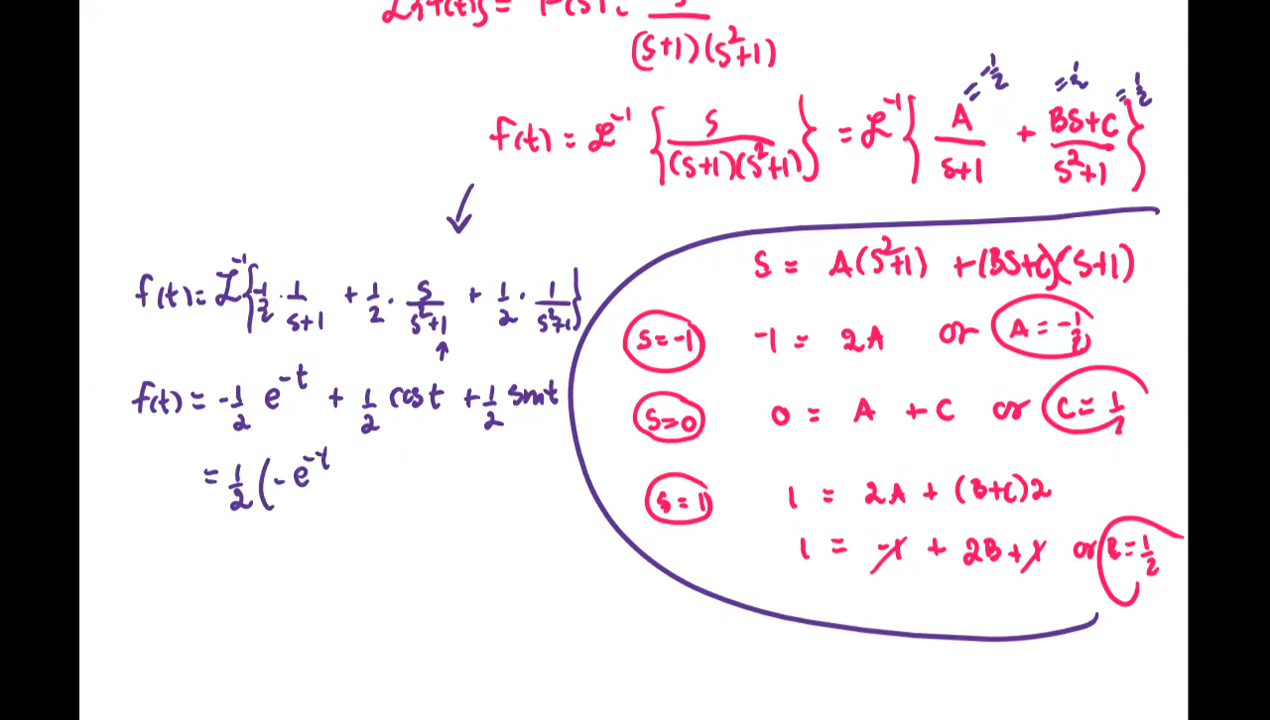 ℒ{f(t)} = F(s) : s/((s+1)(s²+1))
f(t) = ℒ⁻¹ { s/((s+1)(s²+1)) } = ℒ⁻¹ { A/(s+1) + (Bs+C)/(s²+1) }
= -1/2 = 1/2 = 1/2
s = A(s²+1) + (Bs+C)(s+1)
f(t) = ℒ⁻¹ { -1/2 · 1/(s+1) + 1/2 · s/(s²+1) + 1/2 · 1/(s²+1) }
s=-1 -1 = 2A or A = -1/2
f(t) = -1/2 e^(-t) + 1/2 cost + 1/2 sint
s=0 0 = A + C or C = 1/2
= 1/2 ( - e^(-t)
s=1 1 = 2A + (B+C)2
1 = -1 + 2B + 1 or B = 1/2